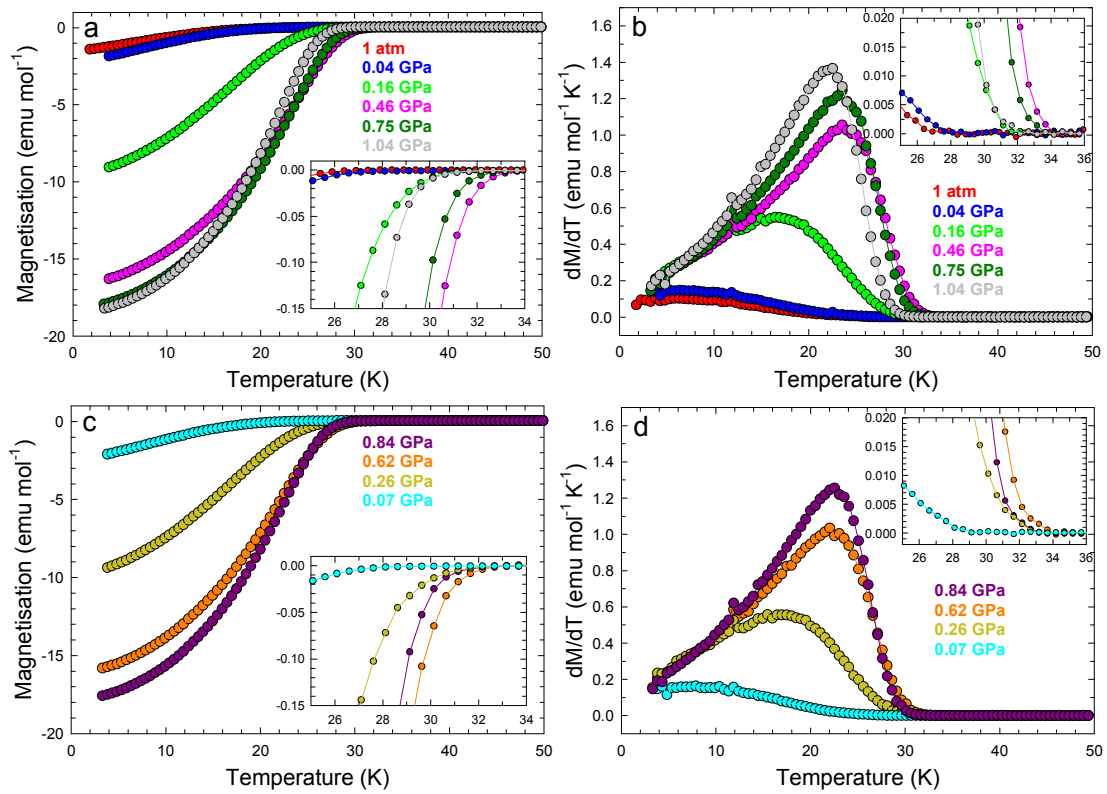 a
Magnetisation (emu mol-1)
0
-5
-10
-15
-20
1 atm
0.04 GPa
0.16 GPa
0.46 GPa
0.75 GPa
1.04 GPa
0.00
-0.05
-0.10
-0.15
26 28 30 32 34
0 10 20 30 40 50
Temperature (K)
b
dM/dT (emu mol-1 K-1)
1.6
1.4
1.2
1.0
0.8
0.6
0.4
0.2
0.0
0.020
0.015
0.010
0.005
0.000
26 28 30 32 34 36
1 atm
0.04 GPa
0.16 GPa
0.46 GPa
0.75 GPa
1.04 GPa
0 10 20 30 40 50
Temperature (K)
c
Magnetisation (emu mol-1)
0
-5
-10
-15
-20
0.84 GPa
0.62 GPa
0.26 GPa
0.07 GPa
0.00
-0.05
-0.10
-0.15
26 28 30 32 34
0 10 20 30 40 50
Temperature (K)
d
dM/dT (emu mol-1 K-1)
1.6
1.4
1.2
1.0
0.8
0.6
0.4
0.2
0.0
0.020
0.015
0.010
0.005
0.000
26 28 30 32 34 36
0.84 GPa
0.62 GPa
0.26 GPa
0.07 GPa
0 10 20 30 40 50
Temperature (K)